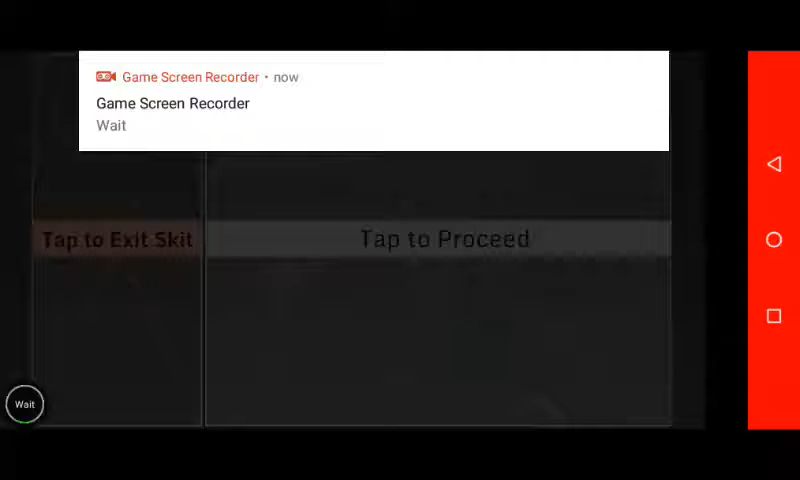 Game Screen Recorder • now
Game Screen Recorder
Wait
Tap to Exit Skit
Tap to Proceed
Wait